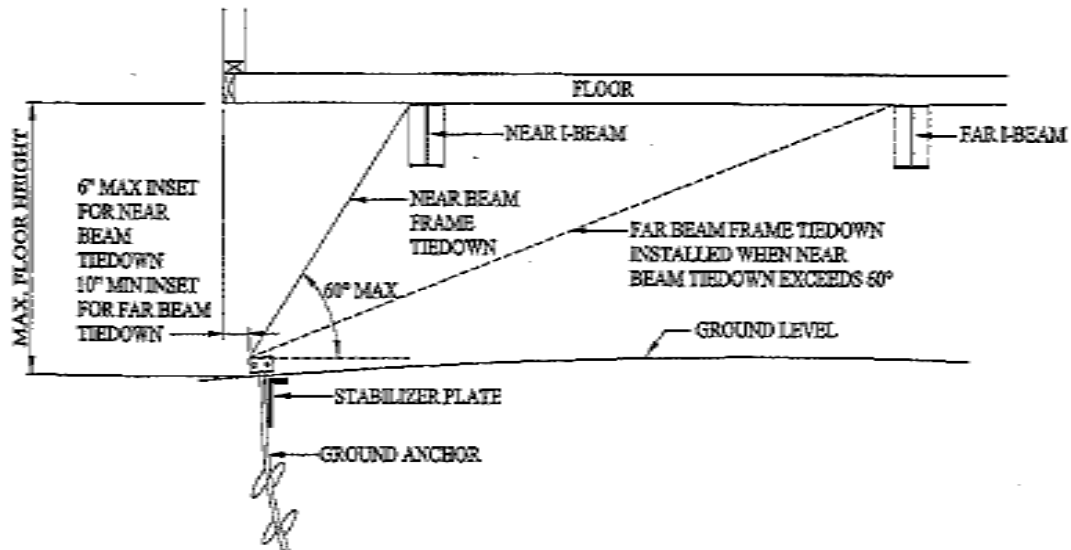 FLOOR
NEAR I-BEAM
FAR I-BEAM
MAX. FLOOR HEIGHT
6" MAX INSET
FOR NEAR
BEAM
TIEDOWN
10" MIN INSET
FOR FAR BEAM
TIEDOWN
NEAR BEAM
FRAME
TIEDOWN
FAR BEAM FRAME TIEDOWN
INSTALLED WHEN NEAR
BEAM TIEDOWN EXCEEDS 60°
60° MAX
GROUND LEVEL
STABILIZER PLATE
GROUND ANCHOR